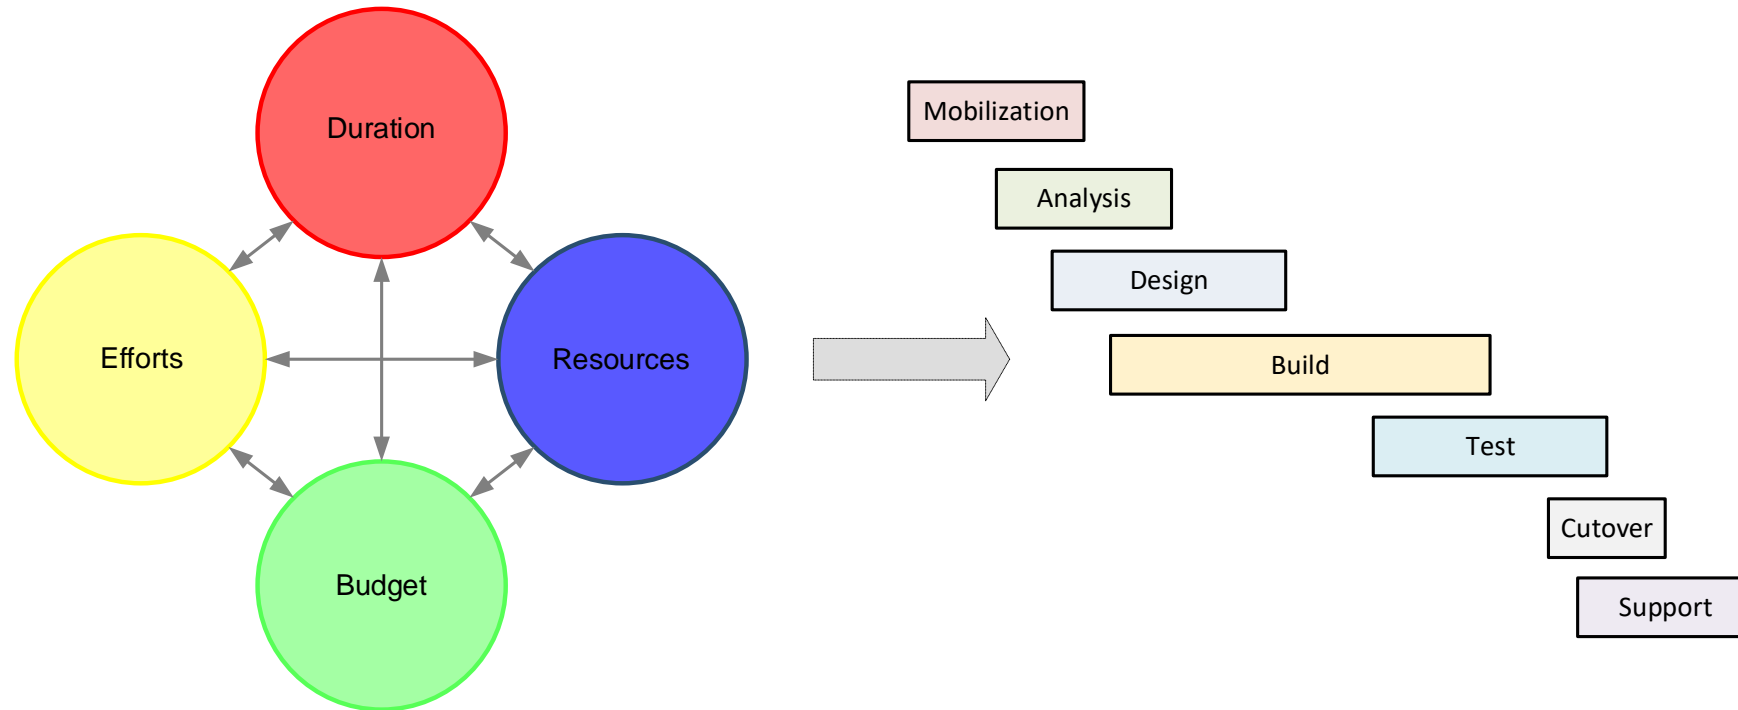 Duration
Efforts
Resources
Budget
Mobilization
Analysis
Design
Build
Test
Cutover
Support